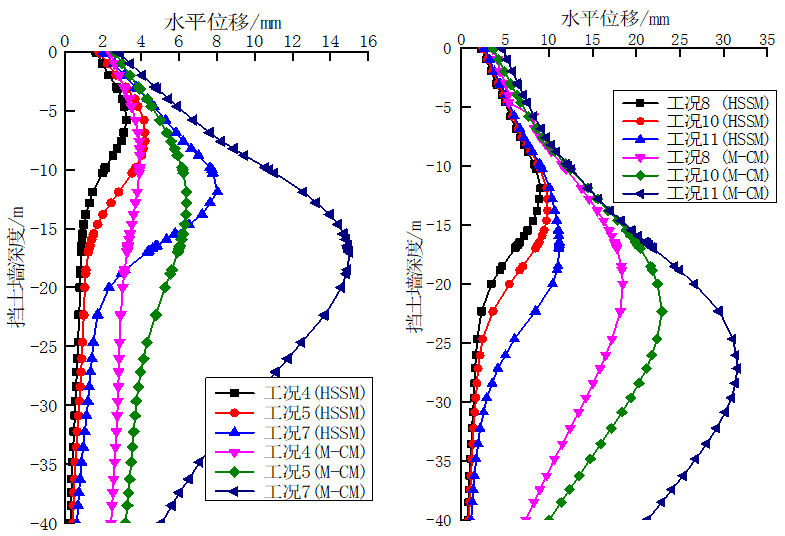 水平位移/mm
0 2 4 6 8 10 12 14 16
0
-5
-10
-15
-20
-25
-30
-35
-40
挡土墙深度/m
工况4(HSSM)
工况5(HSSM)
工况7(HSSM)
工况4(M-CM)
工况5(M-CM)
工况7(M-CM)
水平位移/mm
0 5 10 15 20 25 30 35
0
-5
-10
-15
-20
-25
-30
-35
-40
挡土墙深度/m
工况8 (HSSM)
工况10(HSSM)
工况11(HSSM)
工况8 (M-CM)
工况10(M-CM)
工况11(M-CM)